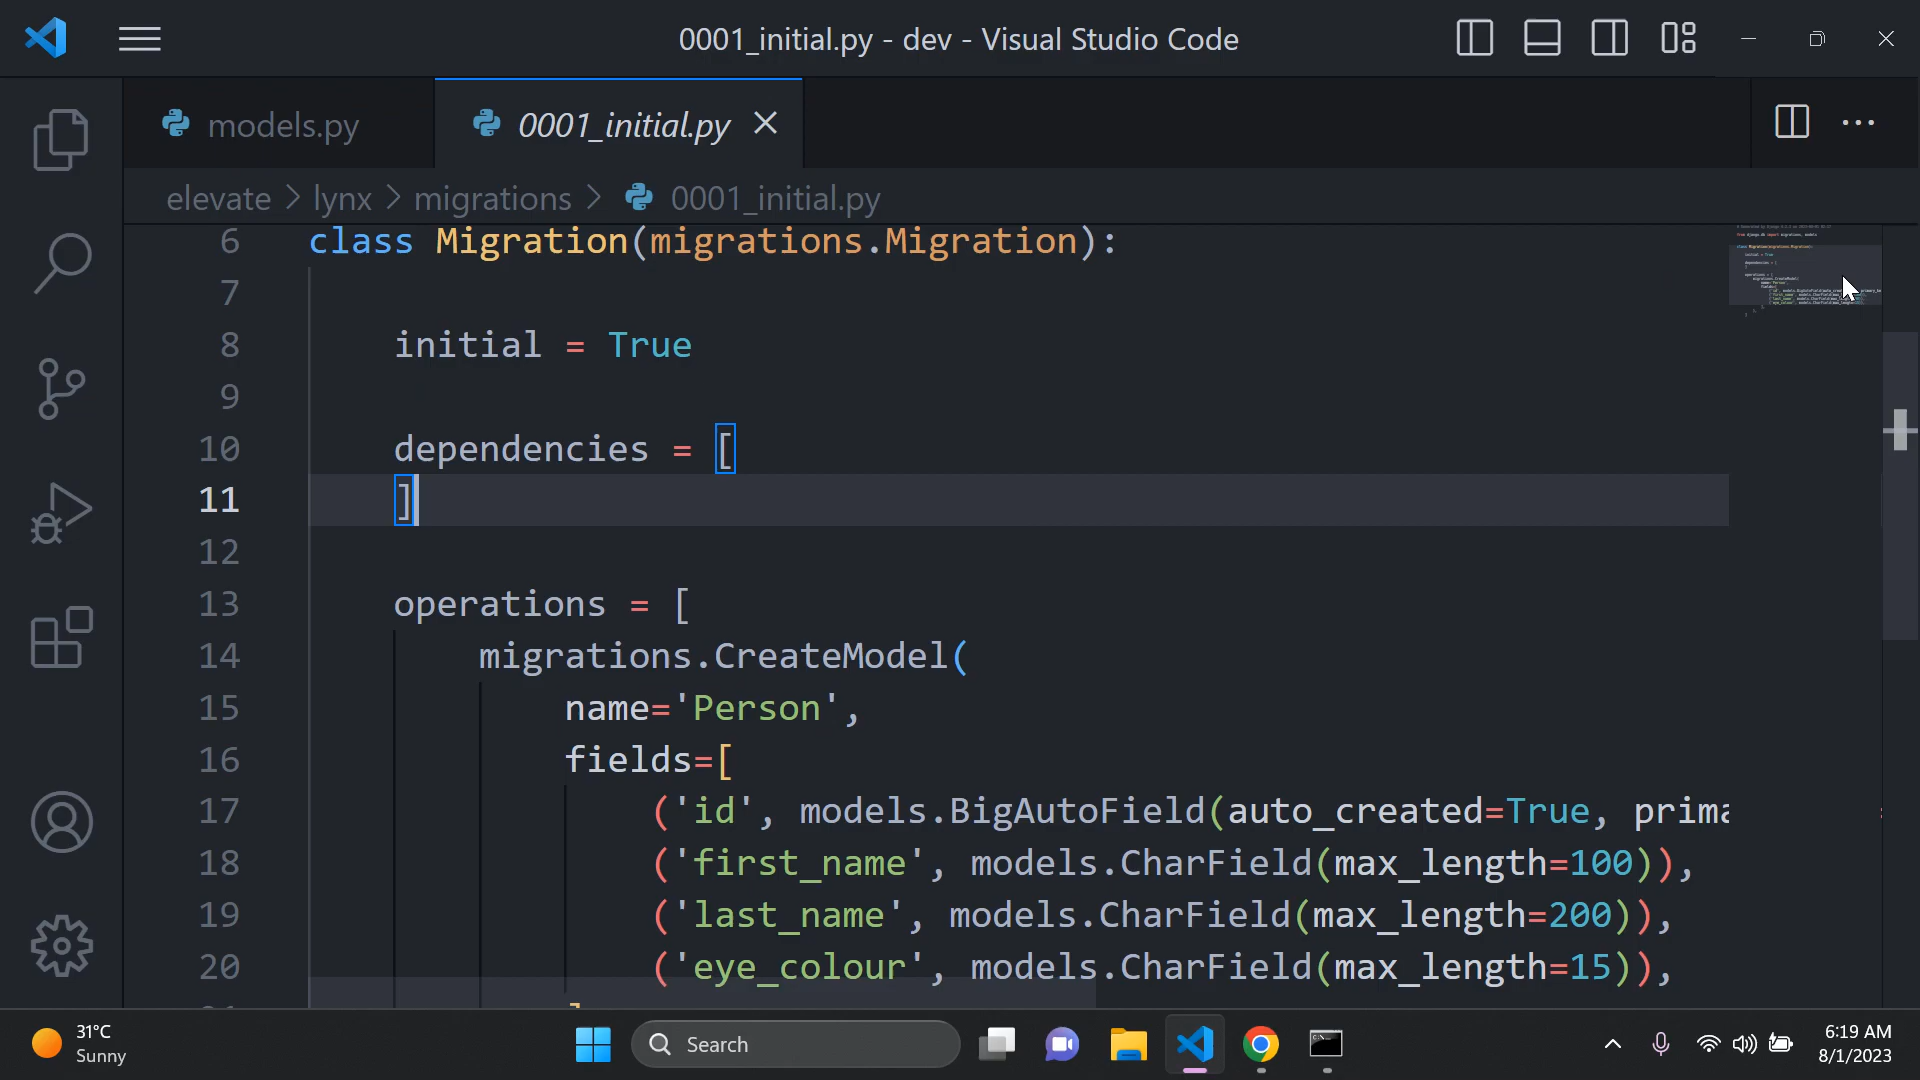 0001_initial.py - dev - Visual Studio Code
models.py
0001_initial.py
elevate > lynx > migrations > 0001_initial.py
6 class Migration(migrations.Migration):
7
8 initial = True
9
10 dependencies = [
11 ]
12
13 operations = [
14 migrations.CreateModel(
15 name='Person',
16 fields=[
17 ('id', models.BigAutoField(auto_created=True, prima
18 ('first_name', models.CharField(max_length=100)),
19 ('last_name', models.CharField(max_length=200)),
20 ('eye_colour', models.CharField(max_length=15)),
31°C
Sunny
Search
6:19 AM
8/1/2023